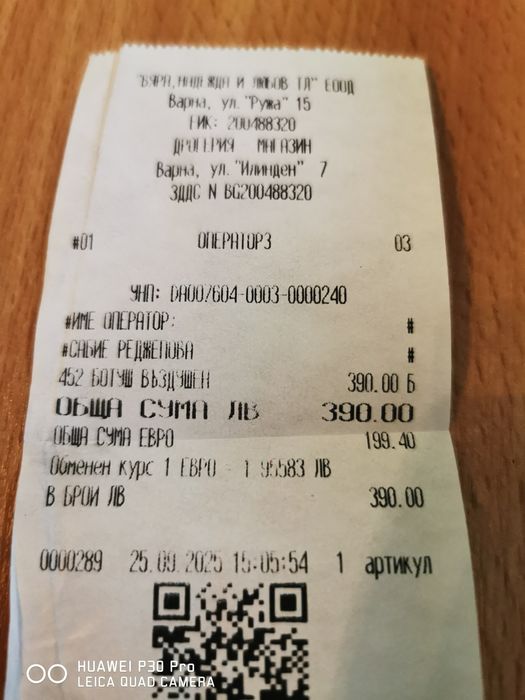 "ВЯРА, НАДЕЖДА И ЛЮБОВ ТЛ" ЕООД
Варна, ул."Ружа" 15
ЕИК: 200488320
ДРОГЕРИЯ МАГАЗИН
Варна, ул."Илинден" 7
ЗДДС N BG200488320
#01 ОПЕРАТОР3 03
УНП: DA007604-0003-0000240
#ИМЕ ОПЕРАТОР: #
#САБИЕ РЕДЖЕПОВА #
452 БОТУШ ВЪЗДУШЕН 390.00 Б
ОБЩА СУМА ЛВ 390.00
ОБЩА СУМА ЕВРО 199.40
Обменен курс 1 ЕВРО = 1.95583 ЛВ
В БРОЙ ЛВ 390.00
0000289 25.09.2025 15:05:54 1 артикул
HUAWEI P30 Pro
LEICA QUAD CAMERA